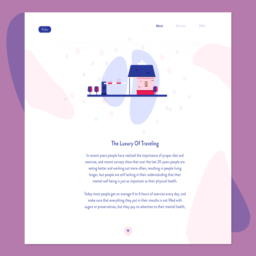 About
The Luxury Of Traveling
In recent years people have realized the importance of proper diet and
exercise, and recent surveys show that over the last 20 years people are
eating better and working out more often, resulting in people living
longer, but people are still lacking in their understanding that their
mental well being is just as important as their physical health.
Today most people get on average 4 to 6 hours of exercise every day, and
make sure that everything they put in their mouths is not filled with
sugars or preservatives, but they pay no attention to their mental health,